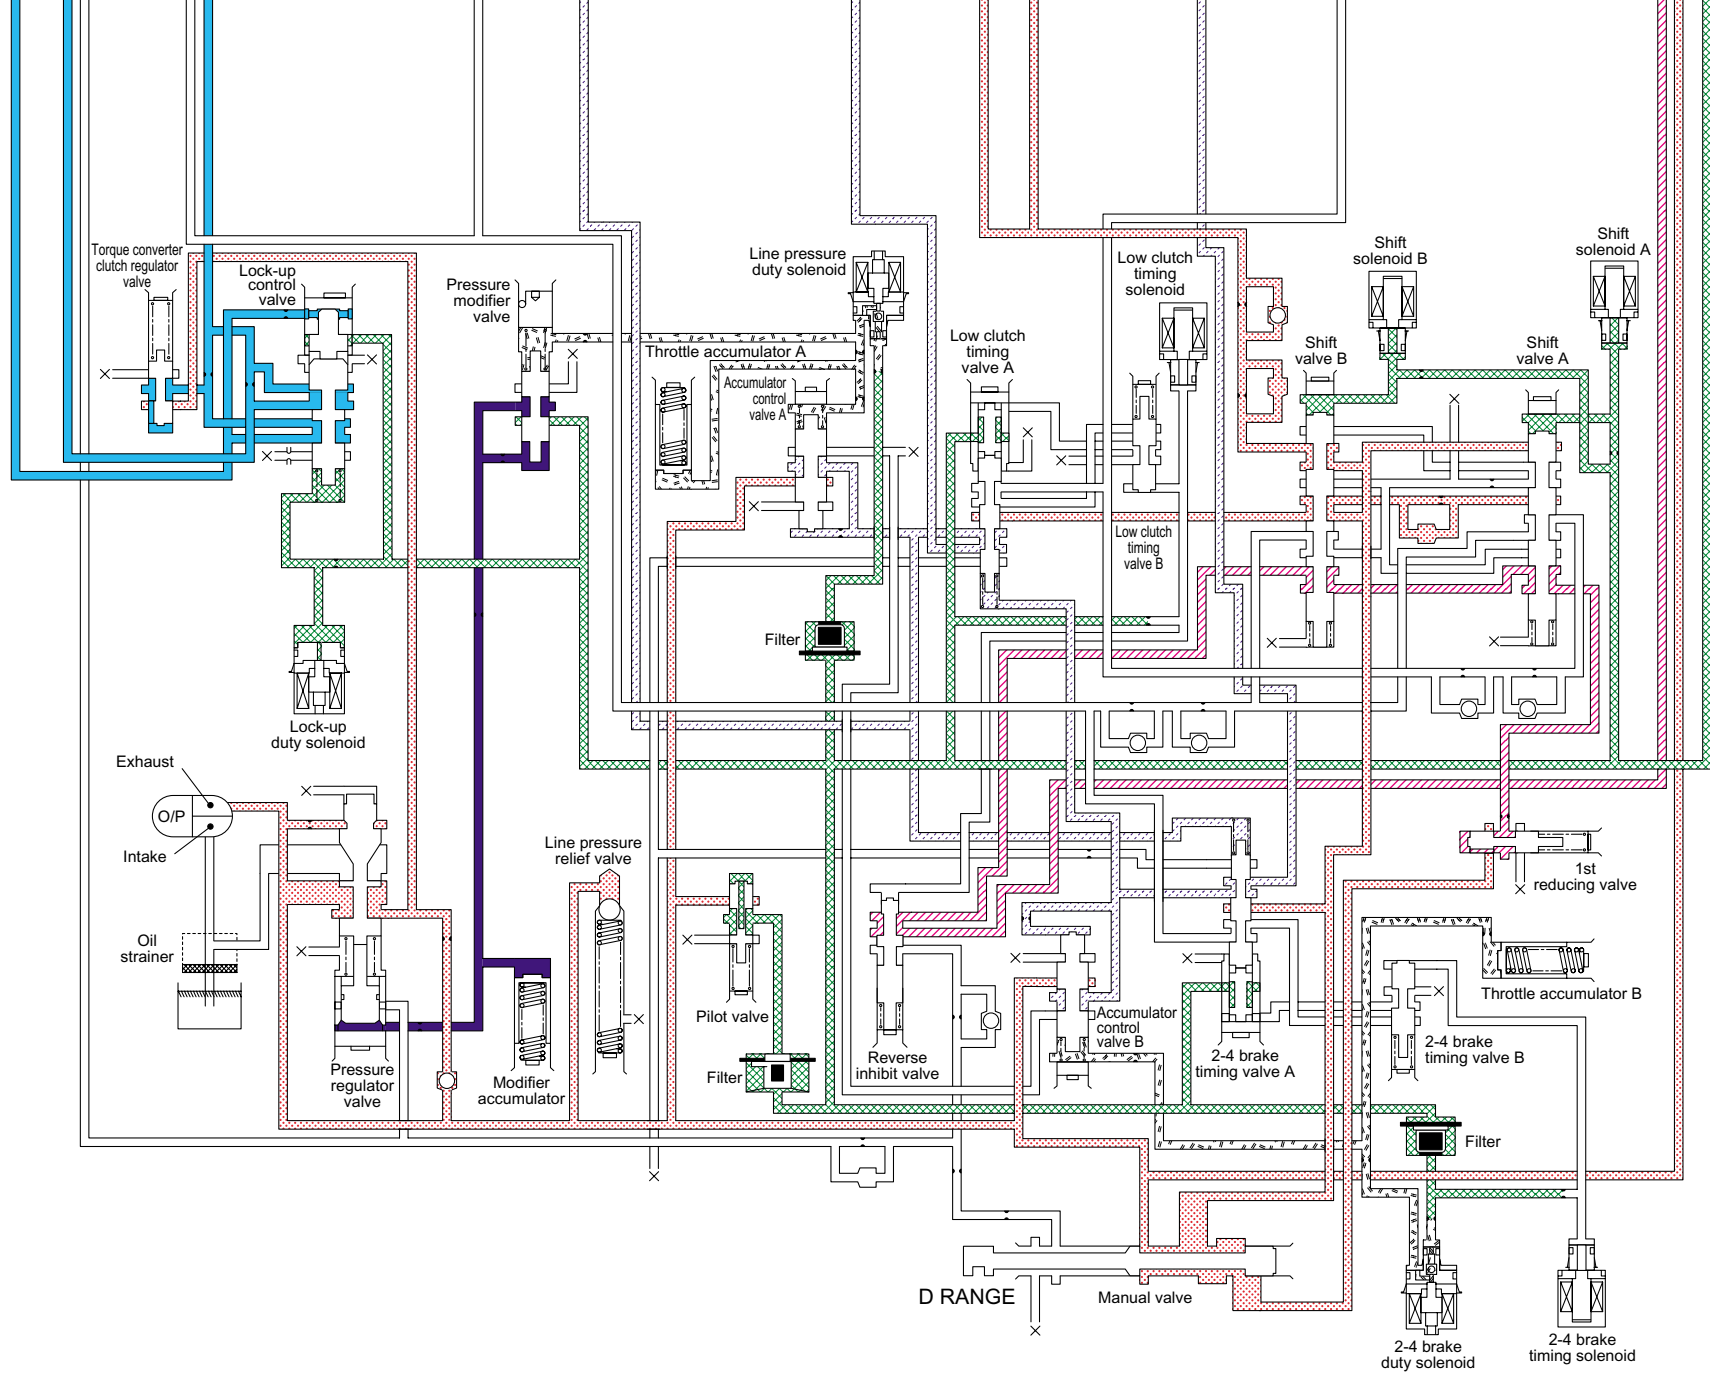 Torque converter
clutch regulator
valve
Lock-up
control
valve
Pressure
modifier
valve
Line pressure
duty solenoid
Throttle accumulator A
Accumulator
control
valve A
Low clutch
timing
valve A
Low clutch
timing
solenoid
Low clutch
timing
valve B
Shift
solenoid B
Shift
solenoid A
Shift
valve B
Shift
valve A
Filter
Lock-up
duty solenoid
Exhaust
O/P
Intake
Oil
strainer
Line pressure
relief valve
1st
reducing valve
Pressure
regulator
valve
Modifier
accumulator
Pilot valve
Filter
Reverse
inhibit valve
Accumulator
control
valve B
2-4 brake
timing valve A
2-4 brake
timing valve B
Throttle accumulator B
Filter
D RANGE
Manual valve
2-4 brake
duty solenoid
2-4 brake
timing solenoid